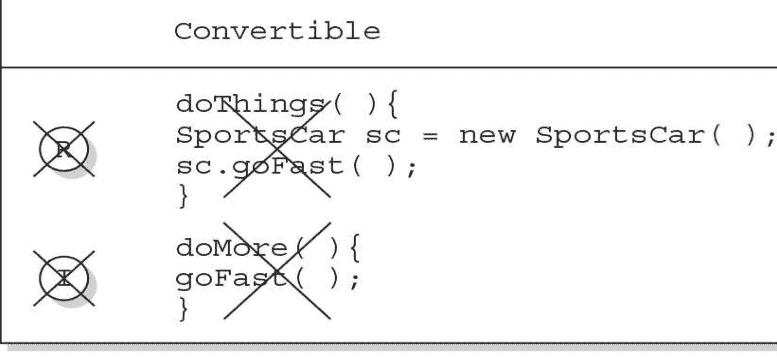 Convertible
doThings( ){
SportsCar sc = new SportsCar( );
R
sc.goFast( );
}
doMore( ){
I
goFast( );
}